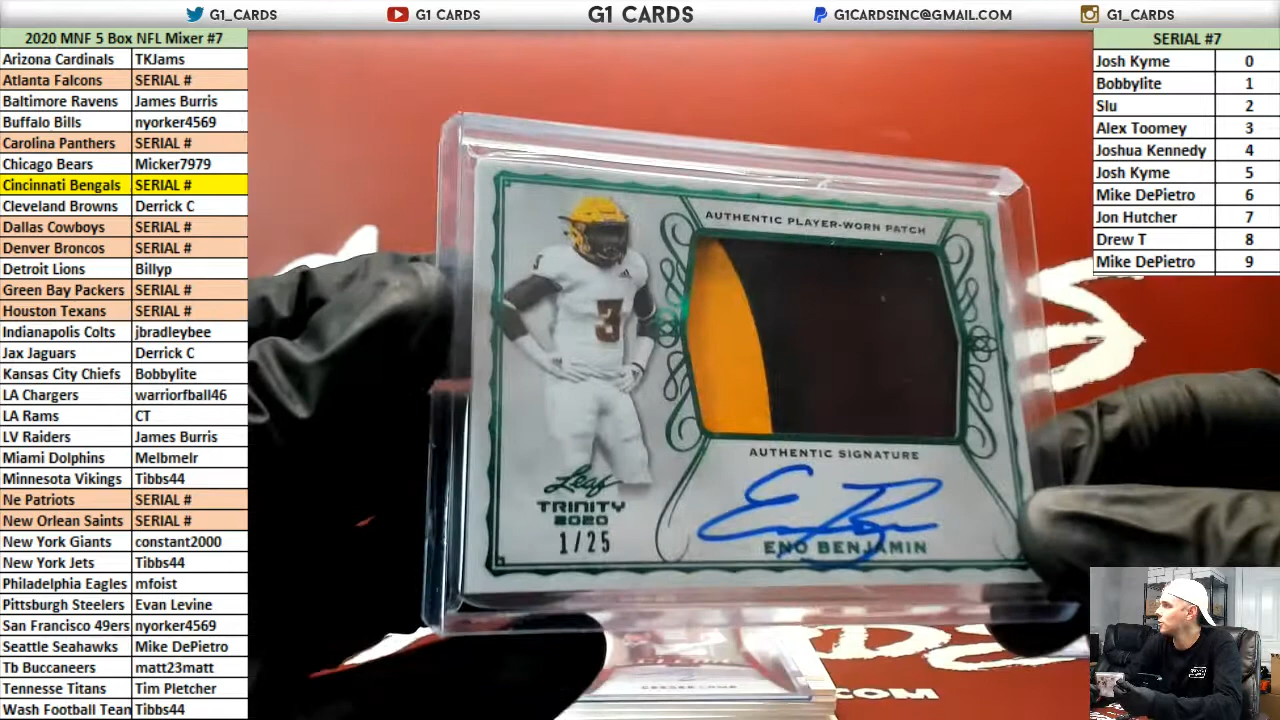 G1_CARDS
G1 CARDS
G1 CARDS
G1CARDSINC@GMAIL.COM
G1_CARDS
2020 MNF 5 Box NFL Mixer #7
Arizona Cardinals TKJams
Atlanta Falcons SERIAL #
Baltimore Ravens James Burris
Buffalo Bills nyorker4569
Carolina Panthers SERIAL #
Chicago Bears Micker7979
Cincinnati Bengals SERIAL #
Cleveland Browns Derrick C
Dallas Cowboys SERIAL #
Denver Broncos SERIAL #
Detroit Lions Billyp
Green Bay Packers SERIAL #
Houston Texans SERIAL #
Indianapolis Colts jbradleybee
Jax Jaguars Derrick C
Kansas City Chiefs Bobbylite
LA Chargers warriorfball46
LA Rams CT
LV Raiders James Burris
Miami Dolphins Melbmelr
Minnesota Vikings Tibbs44
Ne Patriots SERIAL #
New Orlean Saints SERIAL #
New York Giants constant2000
New York Jets Tibbs44
Philadelphia Eagles mfoist
Pittsburgh Steelers Evan Levine
San Francisco 49ers nyorker4569
Seattle Seahawks Mike DePietro
Tb Buccaneers matt23matt
Tennesse Titans Tim Pletcher
Wash Football Team Tibbs44
SERIAL #7
Josh Kyme 0
Bobbylite 1
Slu 2
Alex Toomey 3
Joshua Kennedy 4
Josh Kyme 5
Mike DePietro 6
Jon Hutcher 7
Drew T 8
Mike DePietro 9
AUTHENTIC PLAYER-WORN PATCH
3
AUTHENTIC SIGNATURE
Leaf
TRINITY
2020
1/25
ENO BENJAMIN
.COM